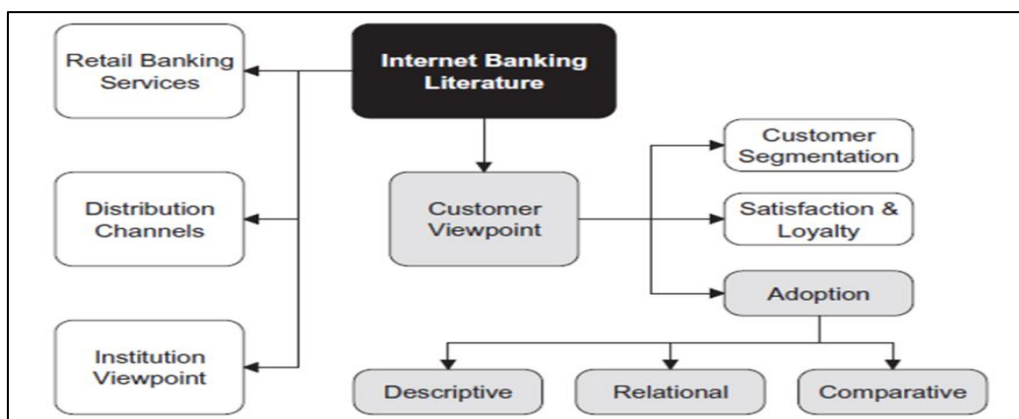 Retail Banking
Services
Internet Banking
Literature
Customer
Segmentation
Distribution
Channels
Customer
Viewpoint
Satisfaction &
Loyalty
Adoption
Institution
Viewpoint
Descriptive
Relational
Comparative